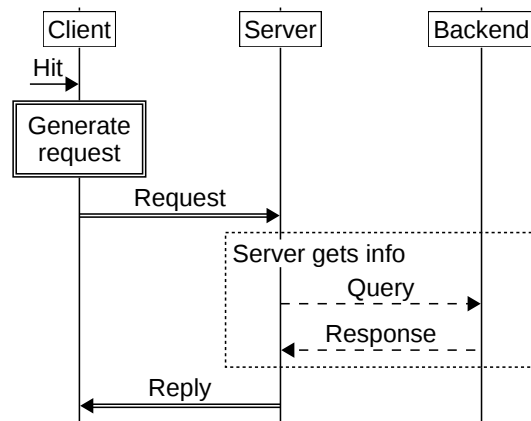 Client
Server
Backend
Hit
Generate
request
Request
Server gets info
Query
Response
Reply